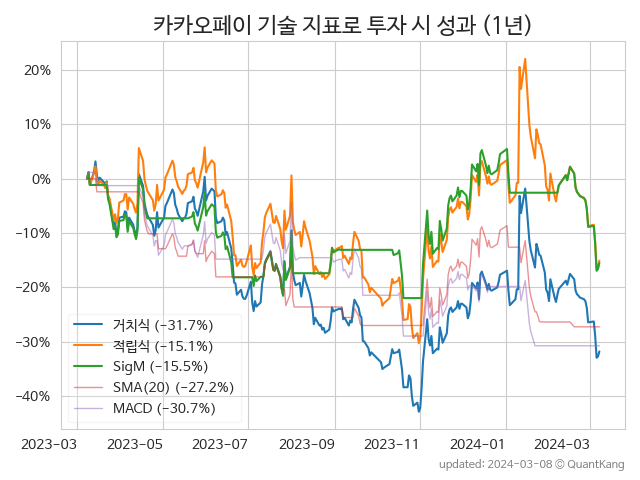 카카오페이 기술 지표로 투자 시 성과 (1년)
20%
10%
0%
−10%
−20%
−30%
−40%
거치식 (−31.7%)
적립식 (−15.1%)
SigM (−15.5%)
SMA(20) (−27.2%)
MACD (−30.7%)
2023−03 2023−05 2023−07 2023−09 2023−11 2024−01 2024−03
updated: 2024−03−08 © QuantKang